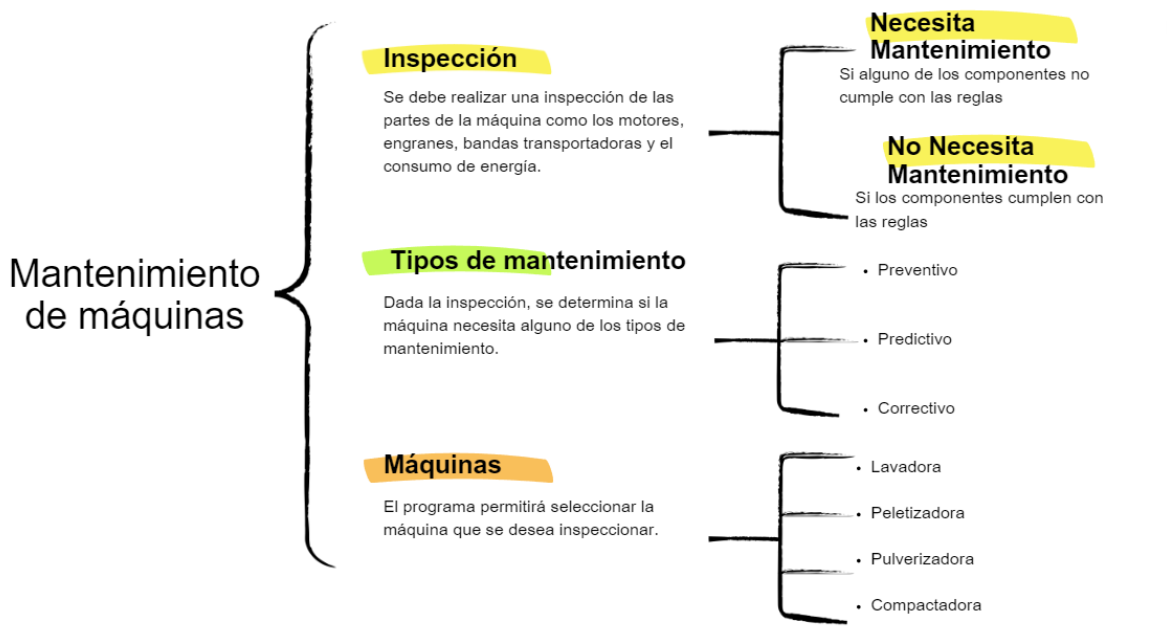 Mantenimiento
de máquinas
Inspección
Se debe realizar una inspección de las
partes de la máquina como los motores,
engranes, bandas transportadoras y el
consumo de energía.
Necesita
Mantenimiento
Si alguno de los componentes no
cumple con las reglas
No Necesita
Mantenimiento
Si los componentes cumplen con
las reglas
Tipos de mantenimiento
Dada la inspección, se determina si la
máquina necesita alguno de los tipos de
mantenimiento.
• Preventivo
• Predictivo
• Correctivo
Máquinas
El programa permitirá seleccionar la
máquina que se desea inspeccionar.
• Lavadora
• Peletizadora
• Pulverizadora
• Compactadora